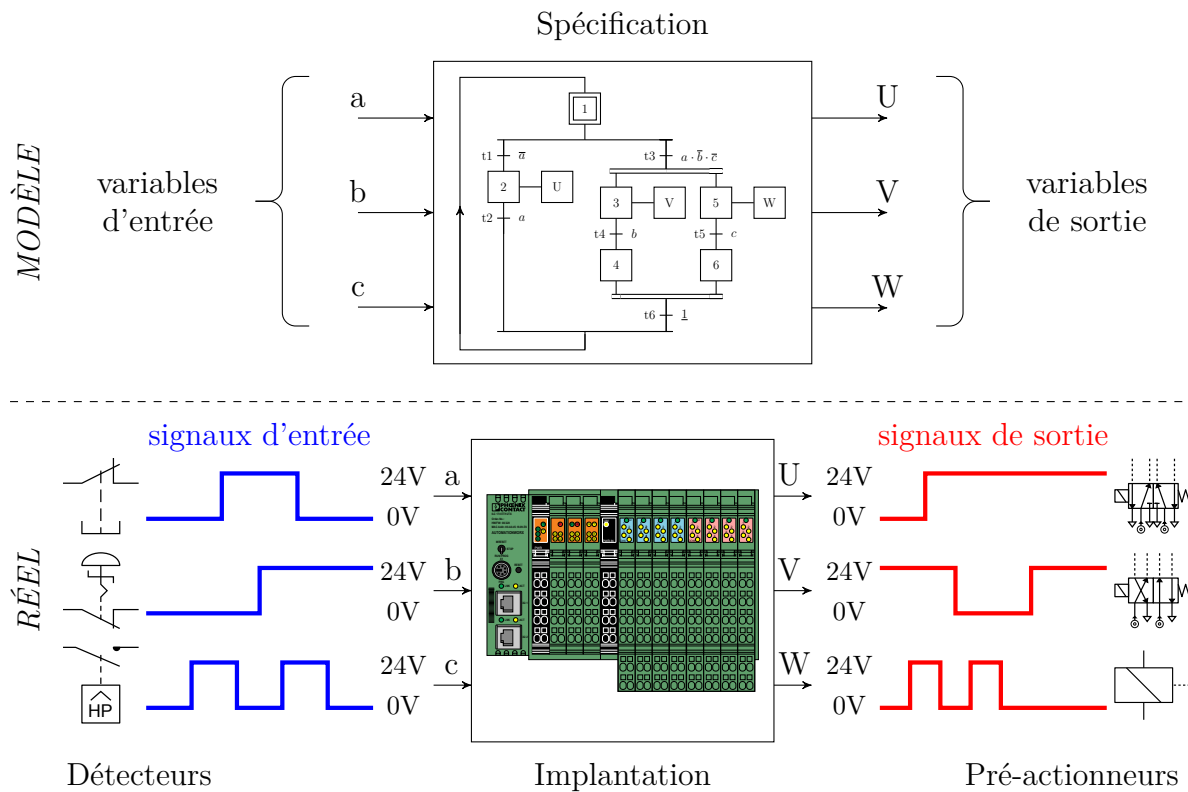 Spécification
MODÈLE
variables
d'entrée
a
b
c
1
t1 a̅
t3 a · b̅ · c̅
2 U
3 V
5 W
t2 a
t4 b
t5 c
4
6
t6 1
U
V
W
variables
de sortie
RÉEL
signaux d'entrée
signaux de sortie
24V
0V
a
U
24V
0V
PHŒNIX
CONTACT
24V
0V
b
V
24V
0V
HP
24V
0V
c
W
24V
0V
Détecteurs
Implantation
Pré-actionneurs